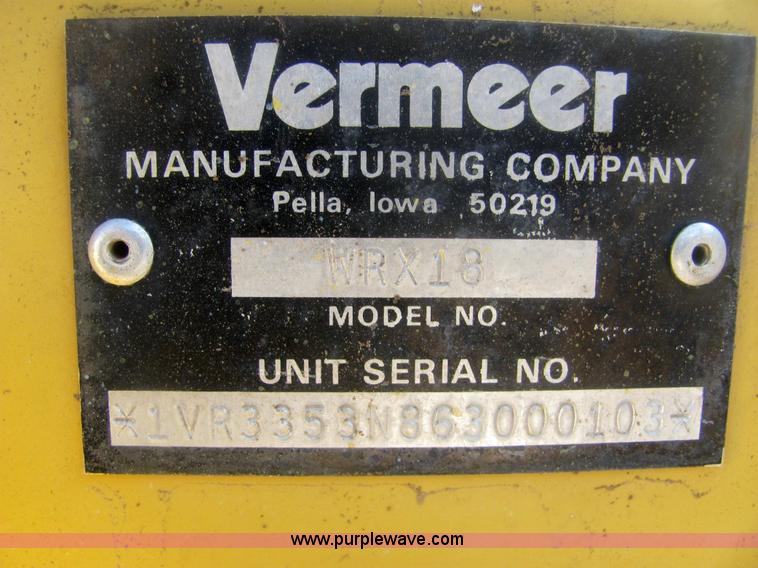 Vermeer
MANUFACTURING COMPANY
Pella, Iowa 50219
WRX18
MODEL NO.
UNIT SERIAL NO.
*1VR3353N863000103*
www.purplewave.com